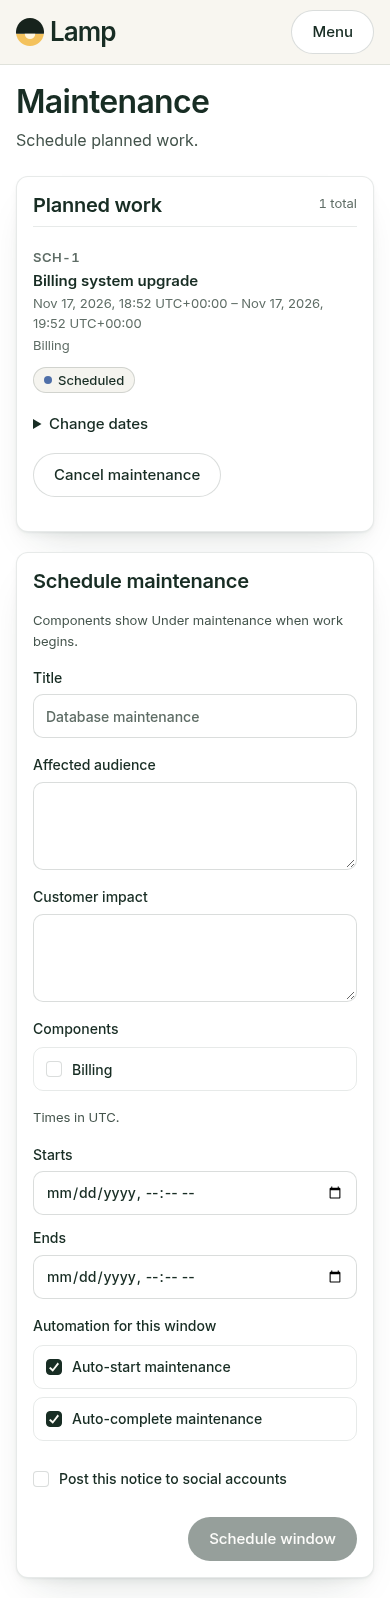 Lamp
Menu
Maintenance
Schedule planned work.
Planned work
1 total
SCH-1
Billing system upgrade
Nov 17, 2026, 18:52 UTC+00:00 – Nov 17, 2026,
19:52 UTC+00:00
Billing
Scheduled
Change dates
Cancel maintenance
Schedule maintenance
Components show Under maintenance when work
begins.
Title
Database maintenance
Affected audience
Customer impact
Components
Billing
Times in UTC.
Starts
mm/dd/yyyy, --:-- --
Ends
mm/dd/yyyy, --:-- --
Automation for this window
Auto-start maintenance
Auto-complete maintenance
Post this notice to social accounts
Schedule window